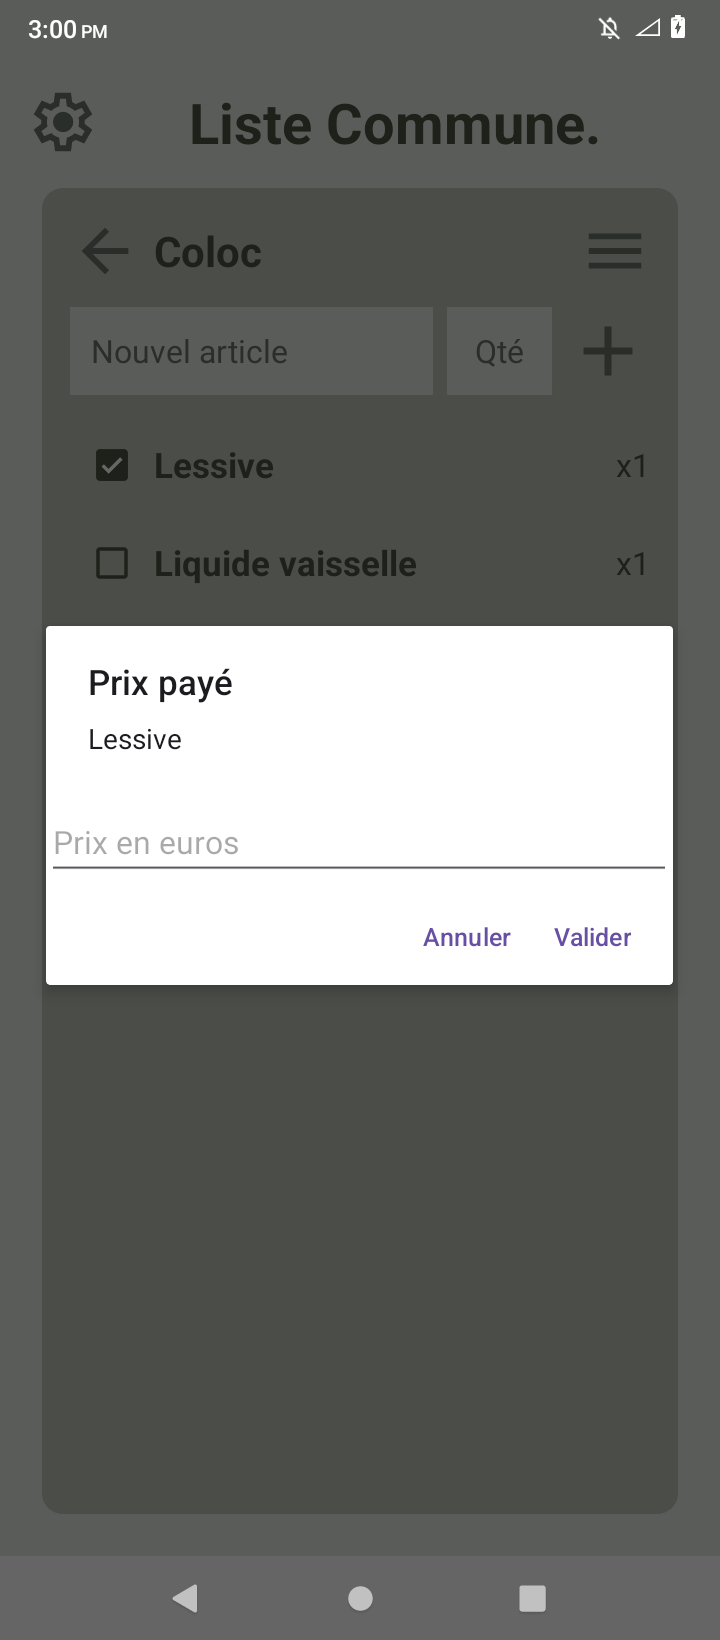 3:00 PM
Liste Commune.
Coloc
Nouvel article
Qté
Lessive
x1
Liquide vaisselle
x1
Prix payé
Lessive
Prix en euros
Annuler
Valider